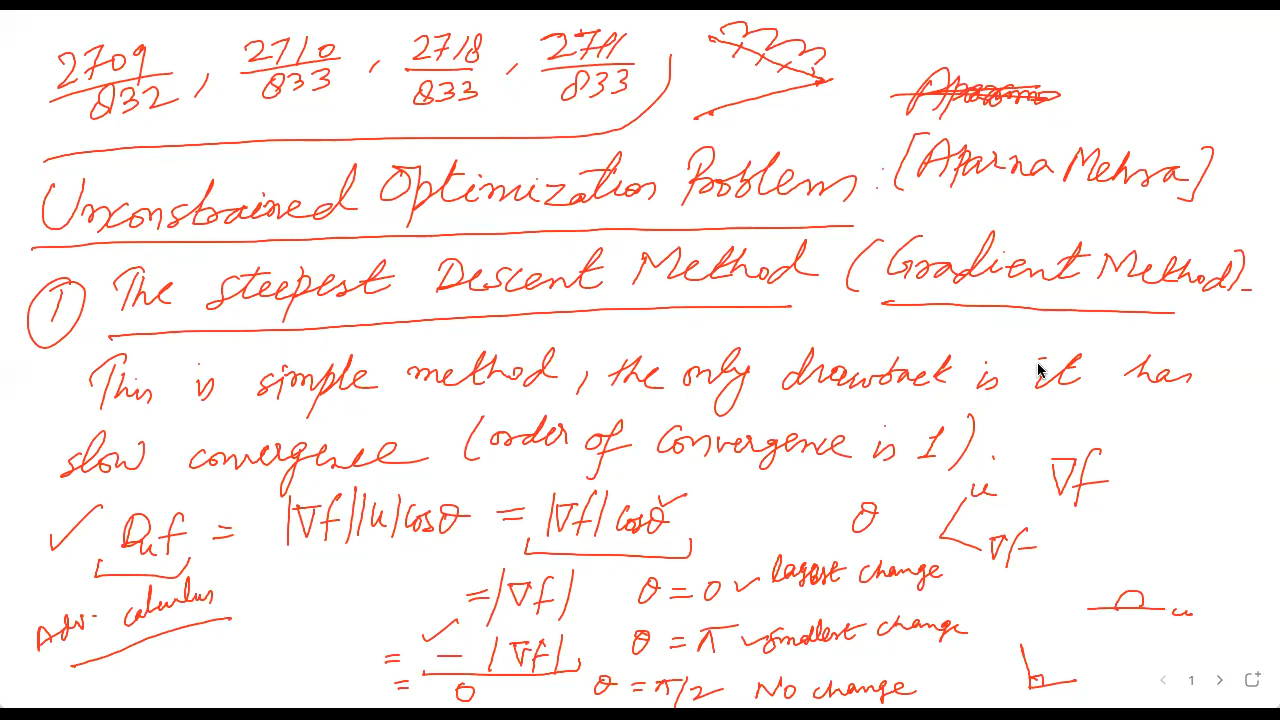 2709/832 , 2710/833 , 2718/833 , 2711/833
Unconstrained Optimization Problem : [Aparna Mehra]
① The steepest Descent Method (Gradient Method)-
This is simple method, the only drawback is it has
slow convergence (order of convergence is 1).
✓ Duf = |∇f||u|cosθ = |∇f| cosθ ✓ θ u ∇f ∇f
Adv. calculus
= |∇f| θ = 0 ✓ largest change
= - |∇f| θ = π ✓ smallest change u
= 0 θ = π/2 No change
1